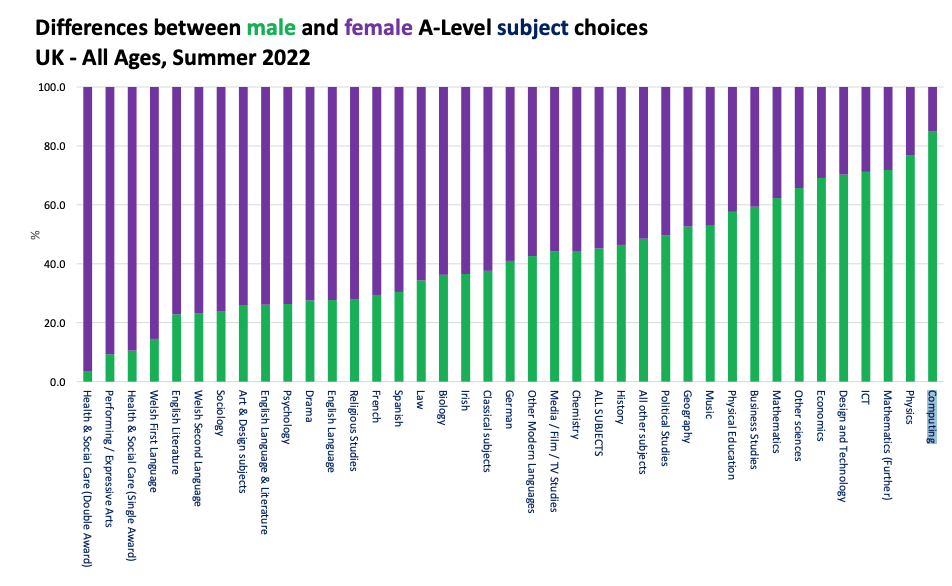 Differences between male and female A-Level subject choices
UK - All Ages, Summer 2022
100.0
80.0
60.0
40.0
20.0
0.0
%
Health & Social Care (Double Award)
Performing / Expressive Arts
Health & Social Care (Single Award)
Welsh First Language
English Literature
Welsh Second Language
Sociology
Art & Design subjects
English Language & Literature
Psychology
Drama
English Language
Religious Studies
French
Spanish
Law
Biology
Irish
Classical subjects
German
Other Modern Languages
Media / Film / TV Studies
Chemistry
ALL SUBJECTS
History
All other subjects
Political Studies
Geography
Music
Physical Education
Business Studies
Mathematics
Other sciences
Economics
Design and Technology
ICT
Mathematics (Further)
Physics
Computing